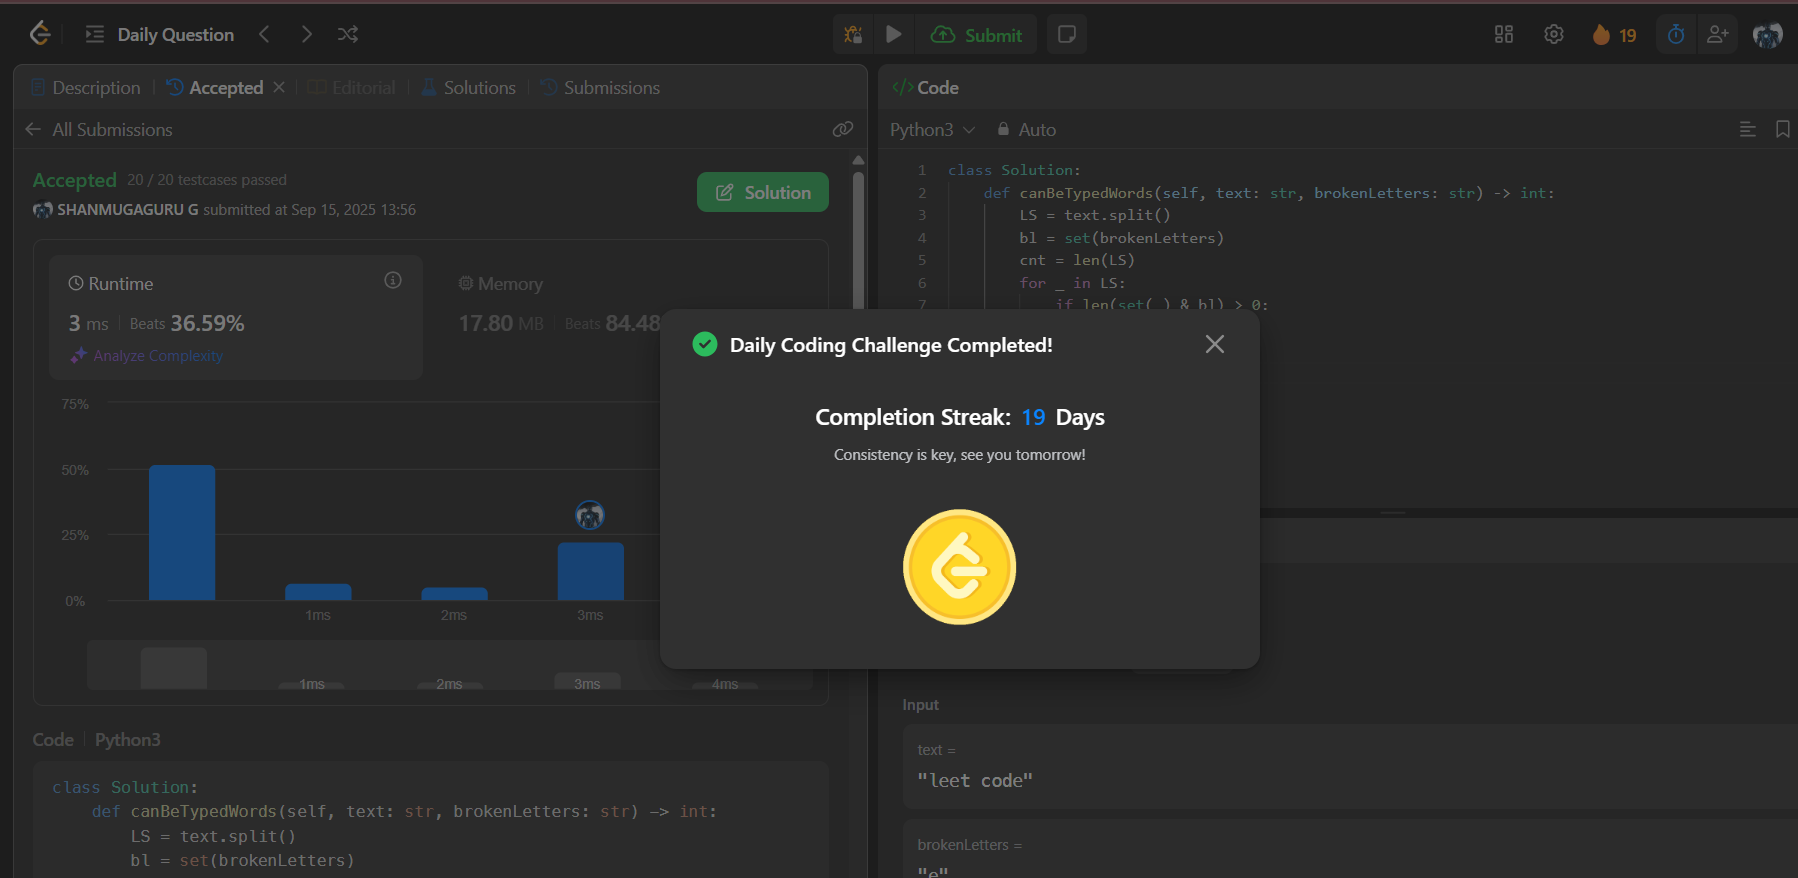 Daily Question
Submit
19
Description
Accepted
Editorial
Solutions
Submissions
All Submissions
Accepted 20 / 20 testcases passed
SHANMUGAGURU G submitted at Sep 15, 2025 13:56
Solution
Runtime
3 ms Beats 36.59%
Analyze Complexity
Memory
17.80 MB Beats 84.48
75%
50%
25%
0%
1ms 2ms 3ms
1ms 2ms 3ms 4ms
Code Python3
class Solution:
    def canBeTypedWords(self, text: str, brokenLetters: str) -> int:
        LS = text.split()
        bl = set(brokenLetters)
</> Code
Python3 Auto
1 class Solution:
2     def canBeTypedWords(self, text: str, brokenLetters: str) -> int:
3         LS = text.split()
4         bl = set(brokenLetters)
5         cnt = len(LS)
6         for _ in LS:
7             if len(set(_) & bl) > 0:
Daily Coding Challenge Completed!
Completion Streak: 19 Days
Consistency is key, see you tomorrow!
Input
text =
"leet code"
brokenLetters =
"e"